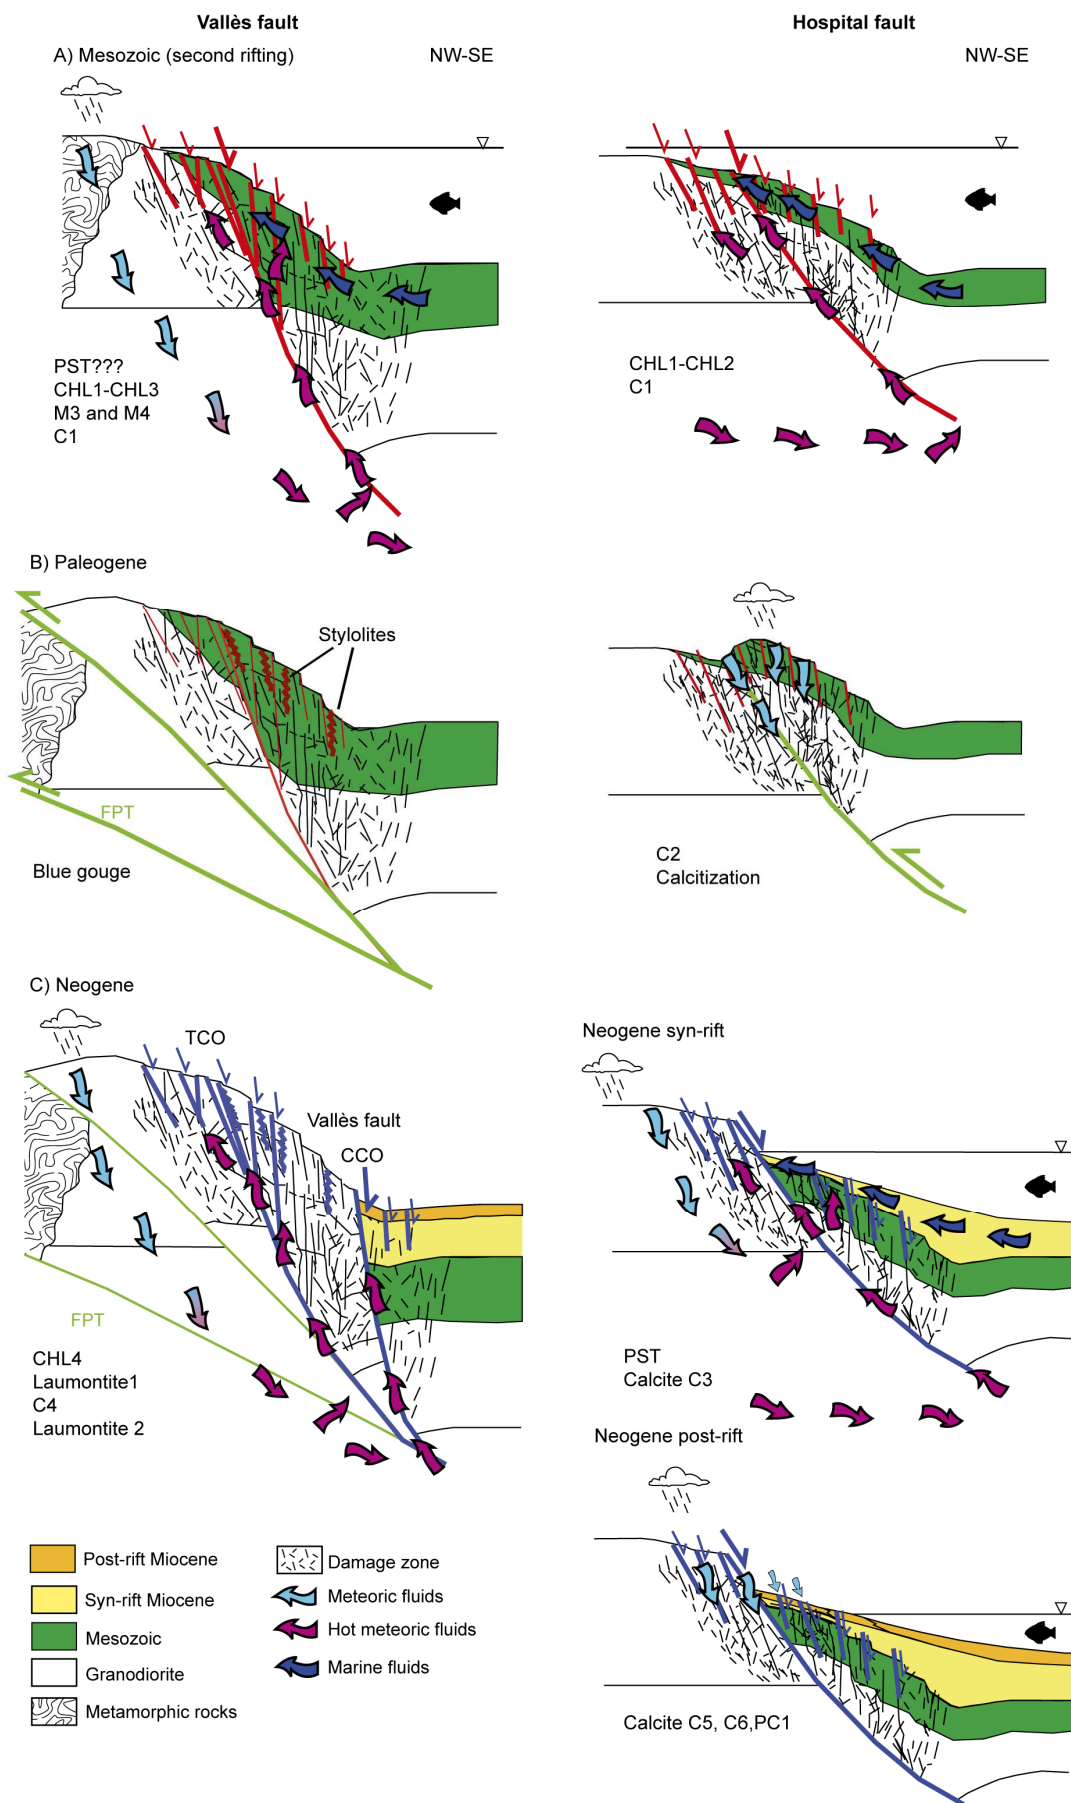 Vallès fault
Hospital fault
A) Mesozoic (second rifting)
NW-SE
NW-SE
PST???
CHL1-CHL3
M3 and M4
C1
CHL1-CHL2
C1
B) Paleogene
Stylolites
FPT
Blue gouge
C2
Calcitization
C) Neogene
TCO
Vallès fault
CCO
FPT
CHL4
Laumontite1
C4
Laumontite 2
Neogene syn-rift
PST
Calcite C3
Neogene post-rift
Calcite C5, C6,PC1
Post-rift Miocene
Syn-rift Miocene
Mesozoic
Granodiorite
Metamorphic rocks
Damage zone
Meteoric fluids
Hot meteoric fluids
Marine fluids